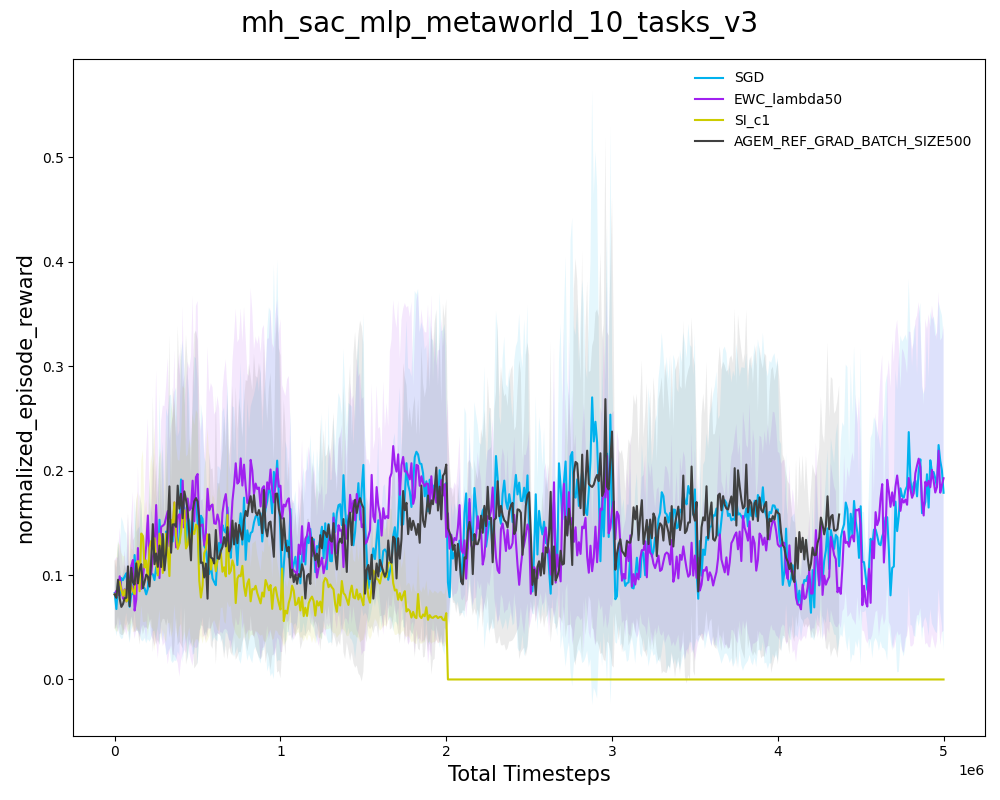 mh_sac_mlp_metaworld_10_tasks_v3
SGD
EWC_lambda50
SI_c1
AGEM_REF_GRAD_BATCH_SIZE500
normalized_episode_reward
0.5
0.4
0.3
0.2
0.1
0.0
0 1 2 3 4 5
1e6
Total Timesteps